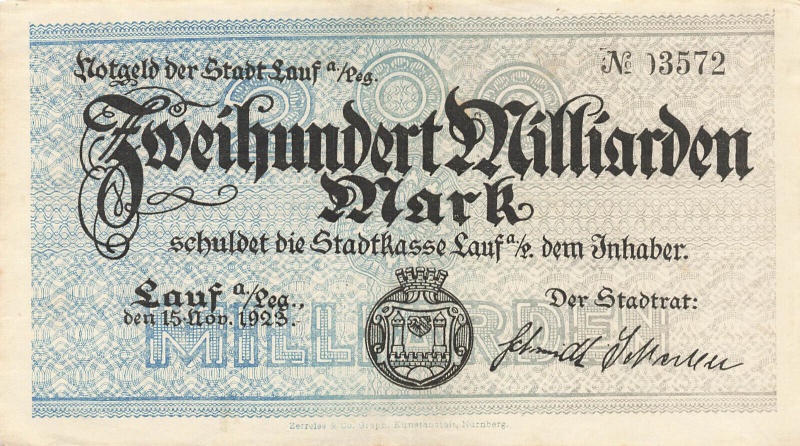 Notgeld der Stadt Lauf a./Peg.
№ 03572
Zweihundert Milliarden
Mark
schuldet die Stadtkasse Lauf a/P. dem Inhaber.
Lauf a/Peg.,
den 15. Nov. 1923.
Der Stadtrat:
MILLIARDEN
Zerreiss & Co. Graph. Kunstanstalt, Nürnberg.